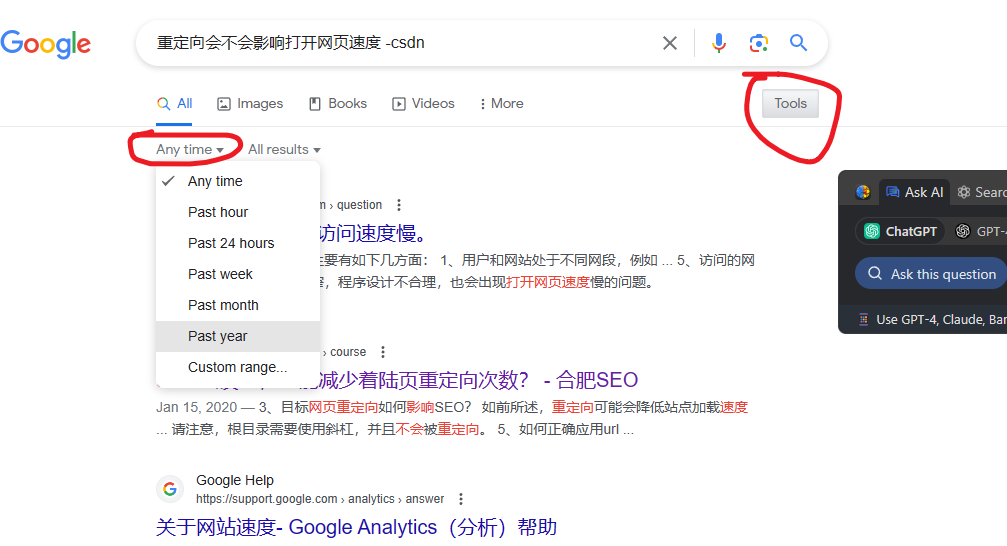 Google
重定向会不会影响打开网页速度 -csdn
All Images Books Videos More Tools
Any time All results
Any time
Past hour
Past 24 hours
Past week
Past month
Past year
Custom range...
› question
访问速度慢。
要有如下几方面： 1、用户和网站处于不同网段，例如 ... 5、访问的网
程序设计不合理，也会出现打开网页速度慢的问题。
› course
减少着陆页重定向次数？ - 合肥SEO
Jan 15, 2020 — 3、目标网页重定向如何影响SEO？ 如前所述，重定向可能会降低站点加载速度
... 请注意，根目录需要使用斜杠，并且不会被重定向。 5、如何正确应用url ...
Google Help
https://support.google.com › analytics › answer
关于网站速度- Google Analytics（分析）帮助
Ask AI Searc
ChatGPT GPT-4
Ask this question
Use GPT-4, Claude, Bar